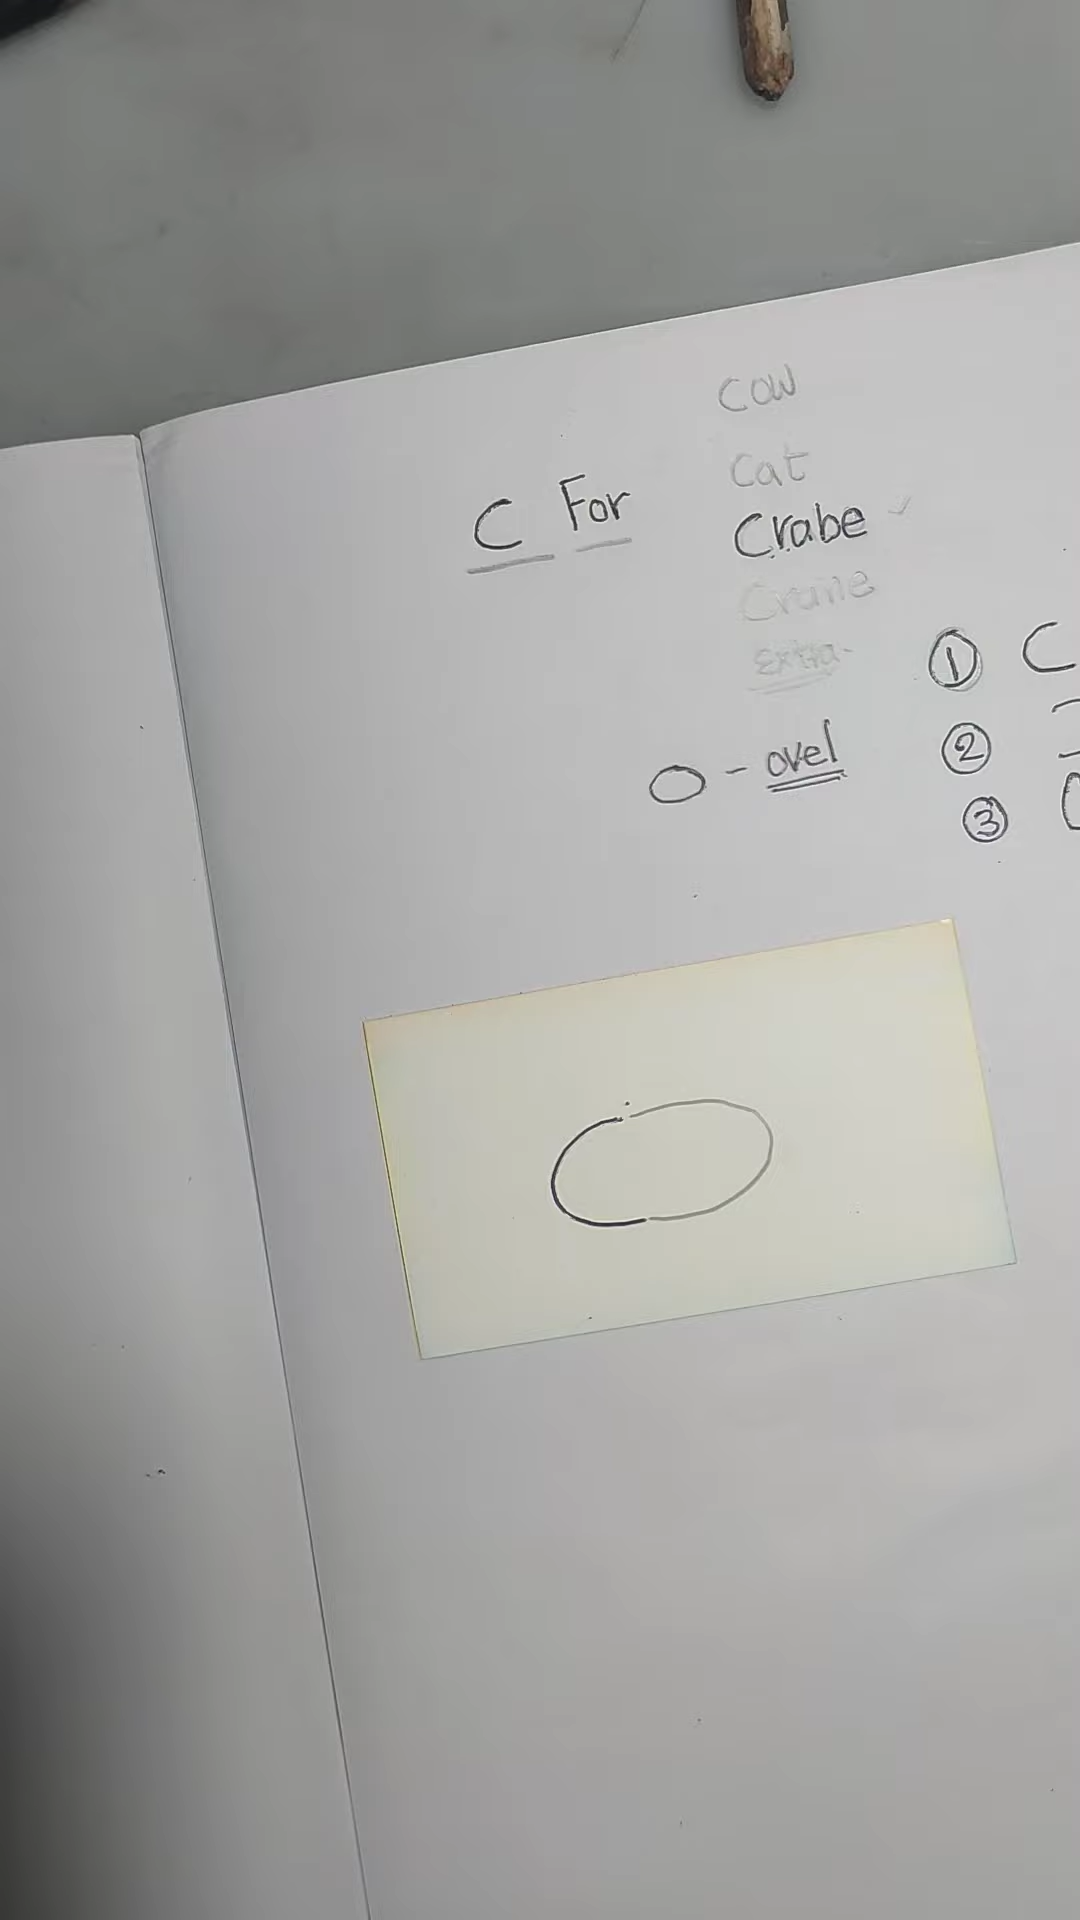 Cow
Cat
C For
Crabe
Crane
Extra.
① C
O - ovel
②
③